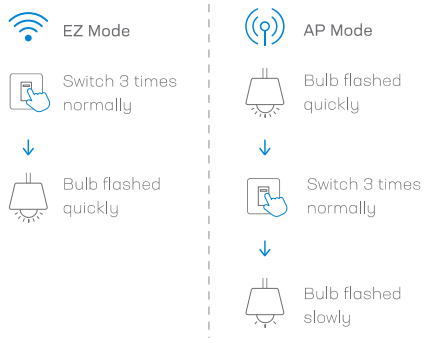 EZ Mode
Switch 3 times
normally
Bulb flashed
quickly
AP Mode
Bulb flashed
quickly
Switch 3 times
normally
Bulb flashed
slowly